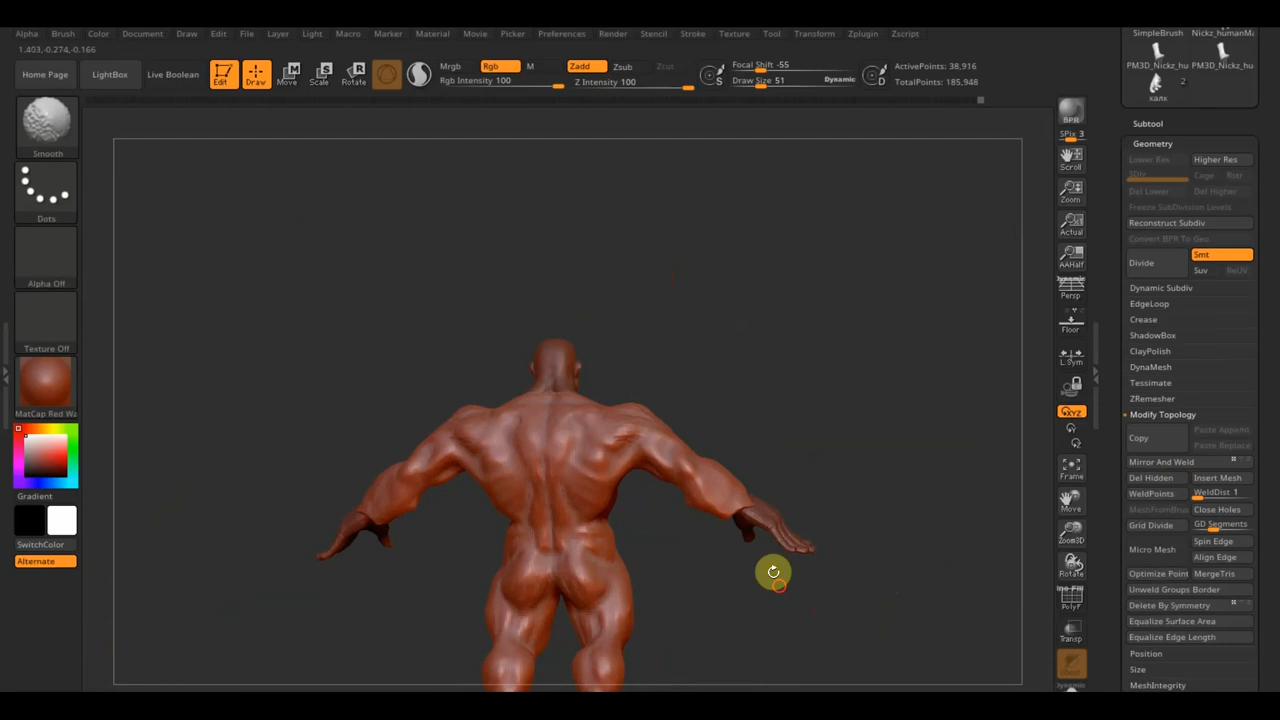 Alpha Brush Color Document Draw Edit File Layer Light Macro Marker Material Movie Picker Preferences Render Stencil Stroke Texture Tool Transform Zplugin Zscript
SimpleBrush
1.403,-0.274,-0.166
Home Page LightBox Live Boolean Edit Draw Move Scale Rotate
Mrgb Rgb M Zadd Zsub Zcut
Rgb Intensity 100 Z Intensity 100
Focal Shift -55
Draw Size 51 Dynamic
ActivePoints: 38,916
TotalPoints: 185,948
PM3D_Nickz_hu PM3D_Nickz_hu
2
калк
Smooth
Dots
Alpha Off
Texture Off
MatCap Red Wa
Gradient
SwitchColor
Alternate
BPR
SPix 3
Scroll
Zoom
Actual
AAHalf
Dynamic
Persp
Floor
L.Sym
XYZ
Frame
Move
Zoom3D
Rotate
PolyF
Transp
Dynamic
Subtool
Geometry
Lower Res Higher Res
SDiv Cage Rstr
Del Lower Del Higher
Freeze SubDivision Levels
Reconstruct Subdiv
Convert BPR To Geo
Divide Smt
Suv ReUV
Dynamic Subdiv
EdgeLoop
Crease
ShadowBox
ClayPolish
DynaMesh
Tessimate
ZRemesher
Modify Topology
Copy Paste Append
Paste Replace
Mirror And Weld
Del Hidden Insert Mesh
WeldPoints WeldDist 1
MeshFromBru Close Holes
Grid Divide GD Segments
Micro Mesh Spin Edge
Align Edge
Optimize Point MergeTris
Unweld Groups Border
Delete By Symmetry
Equalize Surface Area
Equalize Edge Length
Position
Size
MeshIntegrity